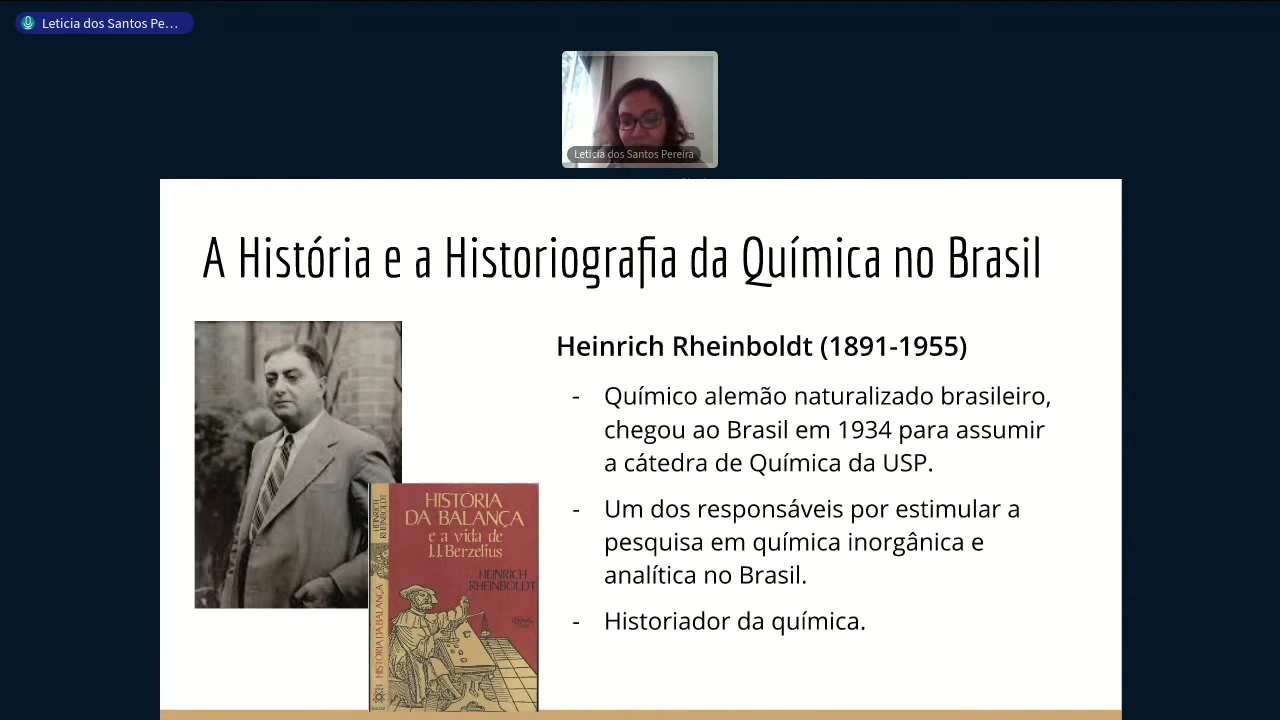 Leticia dos Santos Pe...
Leticia dos Santos Pereira
A História e a Historiografia da Química no Brasil
Heinrich Rheinboldt (1891-1955)
- Químico alemão naturalizado brasileiro,
chegou ao Brasil em 1934 para assumir
a cátedra de Química da USP.
- Um dos responsáveis por estimular a
pesquisa em química inorgânica e
analítica no Brasil.
- Historiador da química.
HISTÓRIA
DA BALANÇA
e a vida de
J.J. Berzelius
HEINRICH
RHEINBOLDT
HEINRICH
RHEINBOLDT
HISTÓRIA DA BALANÇA